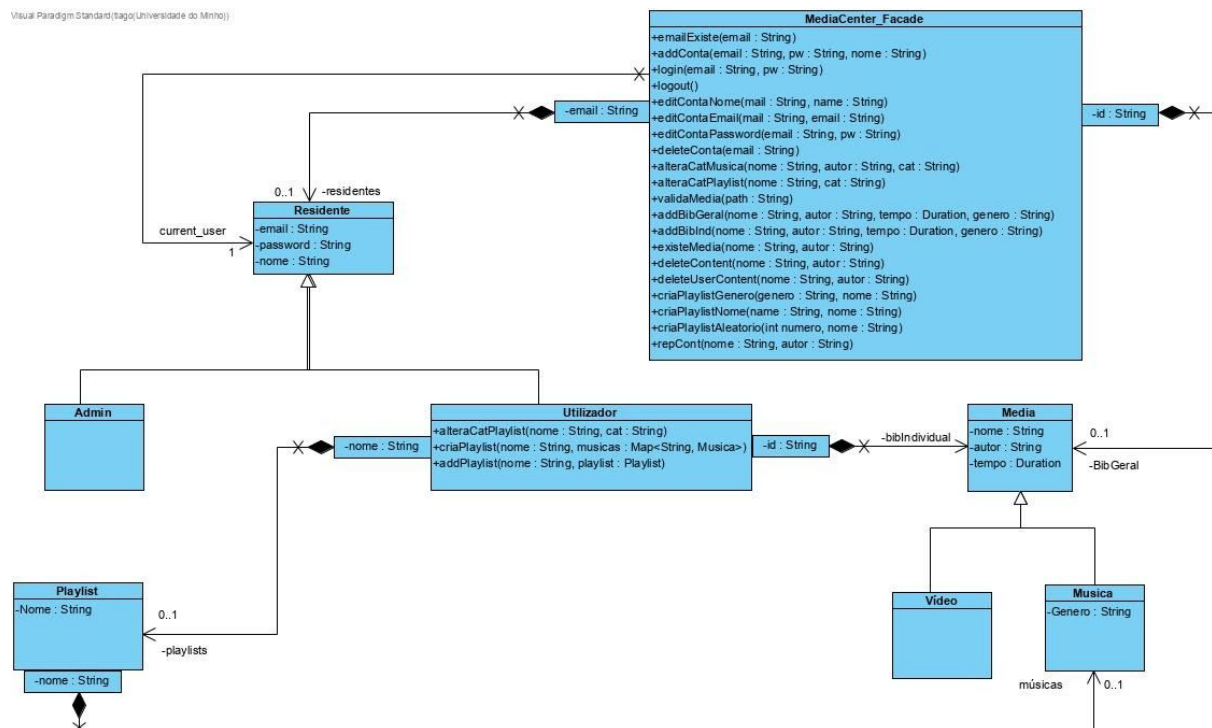 Visual Paradigm Standard(tiago(Universidade do Minho))
MediaCenter_Facade
+emailExiste(email : String)
+addConta(email : String, pw : String, nome : String)
+login(email : String, pw : String)
+logout()
+editContaNome(mail : String, name : String)
+editContaEmail(mail : String, email : String)
+editContaPassword(email : String, pw : String)
+deleteConta(email : String)
+alteraCatMusica(nome : String, autor : String, cat : String)
+alteraCatPlaylist(nome : String, cat : String)
+validaMedia(path : String)
+addBibGeral(nome : String, autor : String, tempo : Duration, genero : String)
+addBibInd(nome : String, autor : String, tempo : Duration, genero : String)
+existeMedia(nome : String, autor : String)
+deleteContent(nome : String, autor : String)
+deleteUserContent(nome : String, autor : String)
+criaPlaylistGenero(genero : String, nome : String)
+criaPlaylistNome(name : String, nome : String)
+criaPlaylistAleatorio(int numero, nome : String)
+repCont(nome : String, autor : String)
-email : String
-id : String
0..1
-residentes
current_user
1
Residente
-email : String
-password : String
-nome : String
Admin
Utilizador
+alteraCatPlaylist(nome : String, cat : String)
+criaPlaylist(nome : String, musicas : Map<String, Musica>)
+addPlaylist(nome : String, playlist : Playlist)
-nome : String
-id : String
-bibIndividual
Media
-nome : String
-autor : String
-tempo : Duration
0..1
-BibGeral
Playlist
-Nome : String
-nome : String
0..1
-playlists
Vídeo
Musica
-Genero : String
músicas
0..1